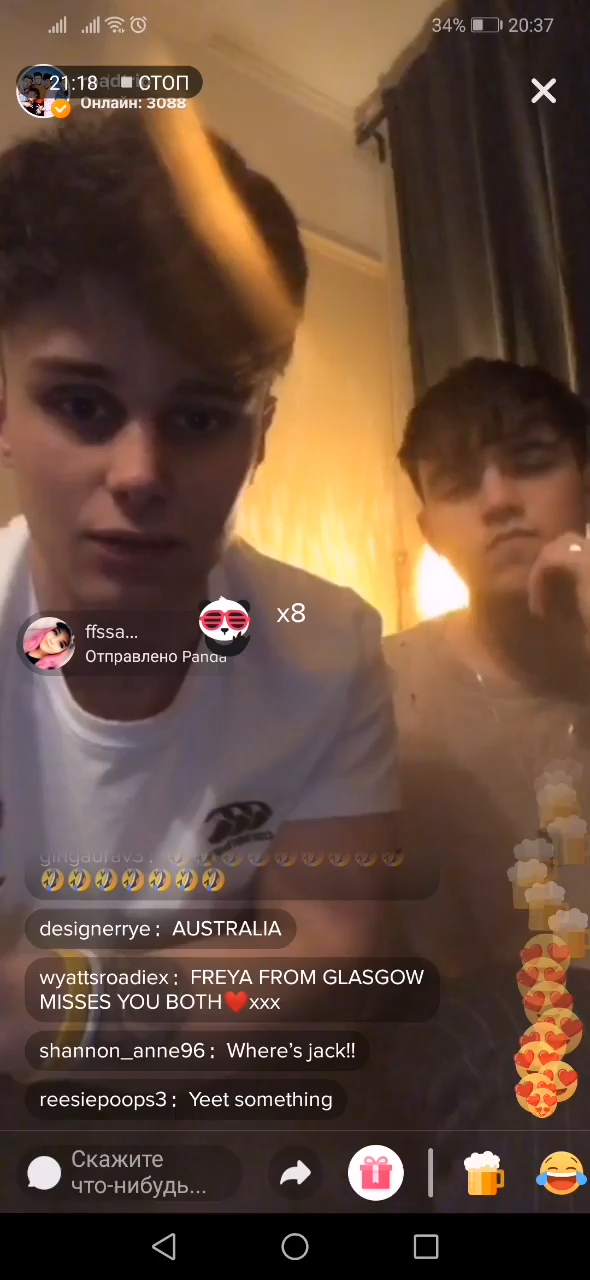 34% 20:37
21:18 СТОП
Онлайн: 3088
ffssa...
Отправлено Panda
x8
girlgaurav3 : 🤣🤣🤣🤣🤣🤣🤣🤣🤣
🤣🤣🤣🤣🤣🤣🤣
designerrye : AUSTRALIA
wyattsroadiex : FREYA FROM GLASGOW
MISSES YOU BOTH❤️xxx
shannon_anne96 : Where's jack!!
reesiepoops3 : Yeet something
Скажите
что-нибудь...